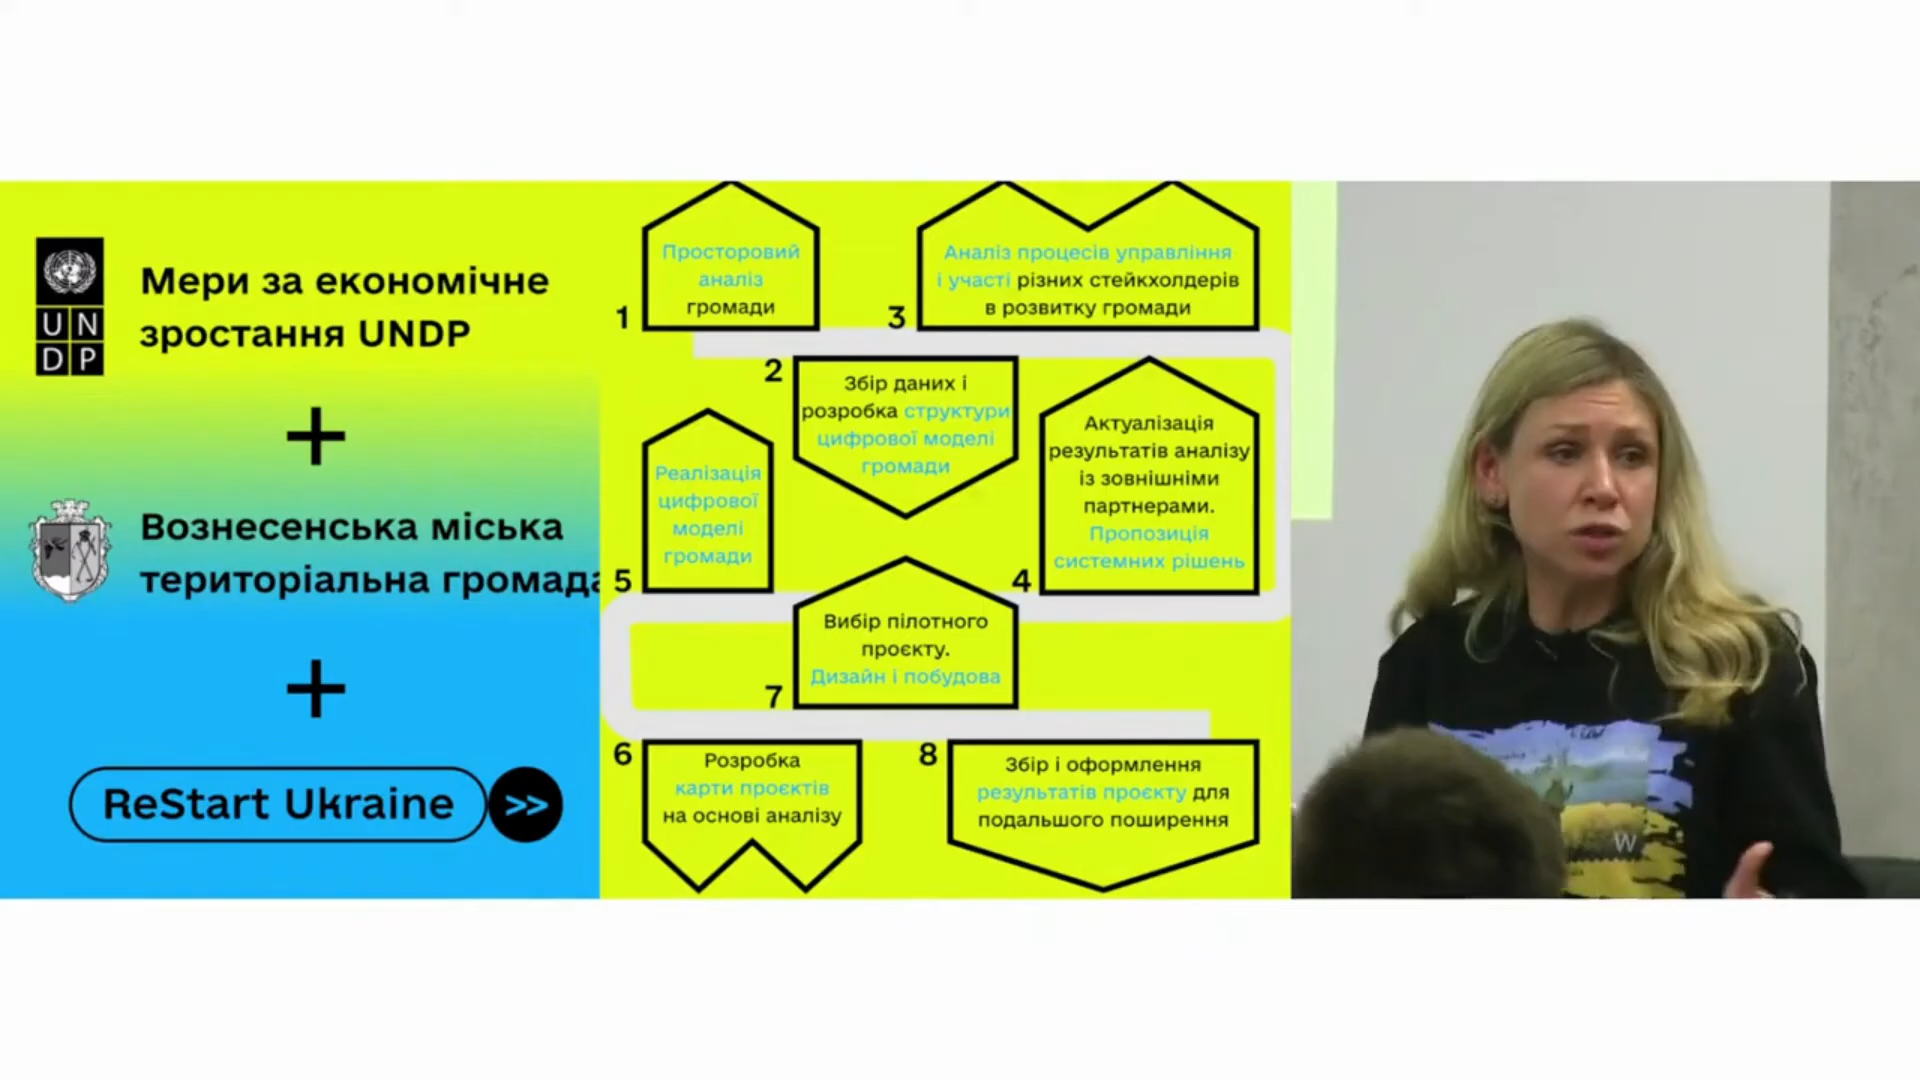 UN
DP
Мери за економічне
зростання UNDP
+
Вознесенська міська
територіальна громада
+
ReStart Ukraine >>
1
Просторовий
аналіз
громади
2
Збір даних і
розробка структури
цифрової моделі
громади
3
Аналіз процесів управління
і участі різних стейкхолдерів
в розвитку громади
4
Актуалізація
результатів аналізу
із зовнішніми
партнерами.
Пропозиція
системних рішень
5
Реалізація
цифрової
моделі
громади
6
Розробка
карти проєктів
на основі аналізу
7
Вибір пілотного
проєкту.
Дизайн і побудова
8
Збір і оформлення
результатів проєкту для
подальшого поширення
W